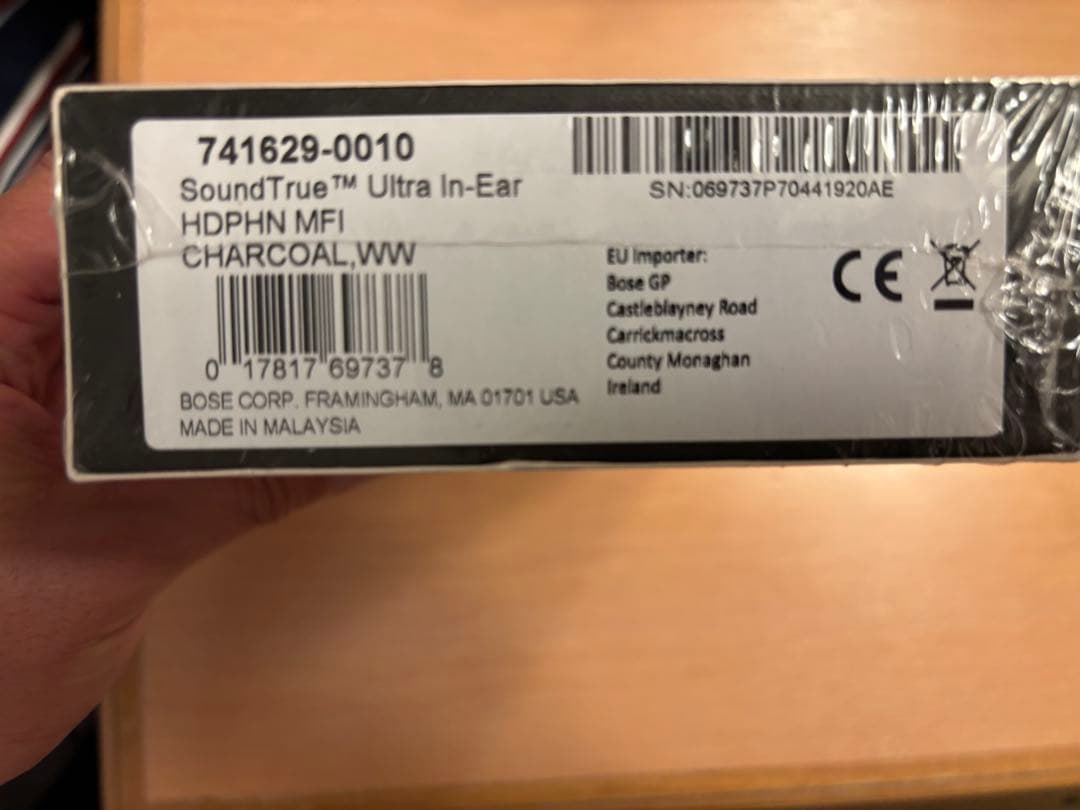 741629-0010
SoundTrue™ Ultra In-Ear
HDPHN MFI
CHARCOAL,WW
0 17817 69737 8
BOSE CORP. FRAMINGHAM, MA 01701 USA
MADE IN MALAYSIA
SN:069737P70441920AE
EU Importer:
Bose GP
Castleblayney Road
Carrickmacross
County Monaghan
Ireland
CE